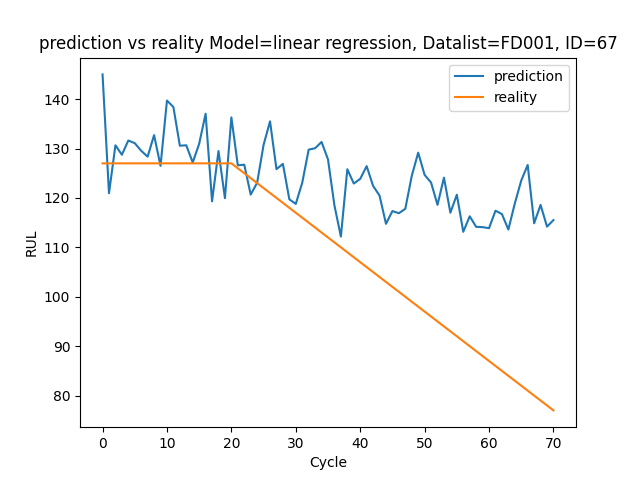 prediction vs reality Model=linear regression, Datalist=FD001, ID=67
prediction
reality
140
130
120
110
100
90
80
RUL
0 10 20 30 40 50 60 70
Cycle